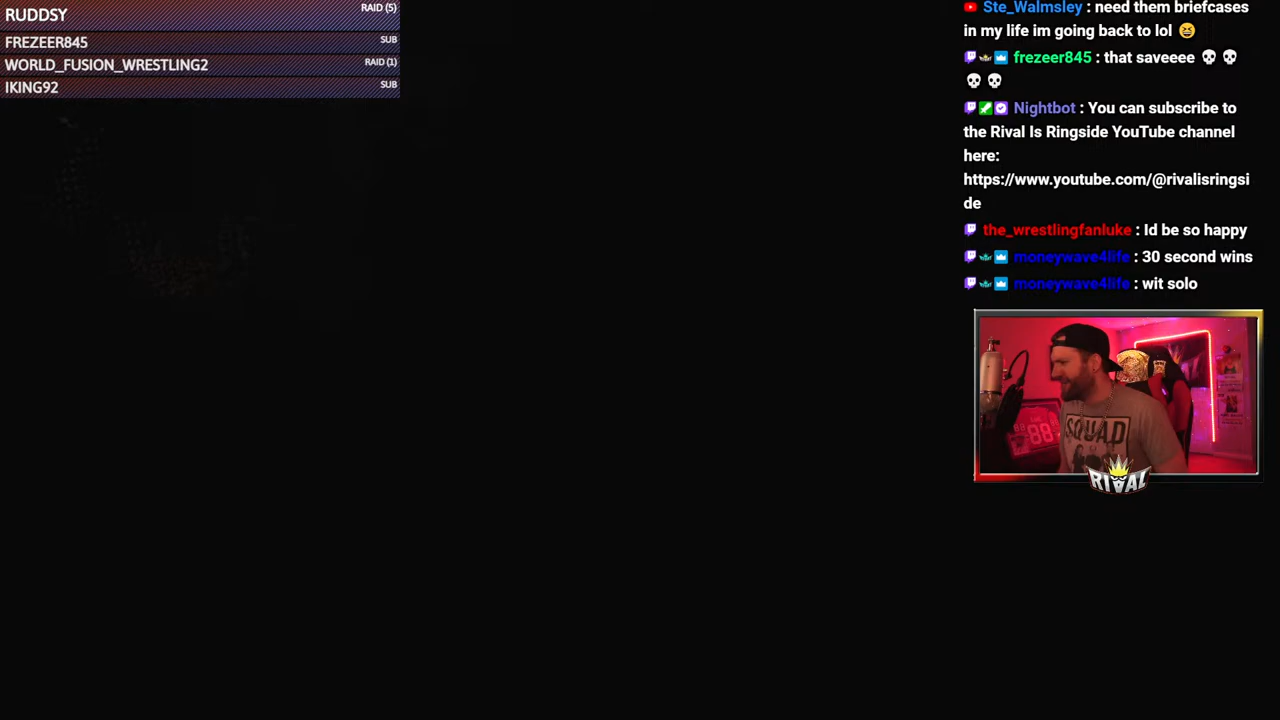 RUDDSY RAID (5)
FREZEER845 SUB
WORLD_FUSION_WRESTLING2 RAID (1)
IKING92 SUB
Ste_Walmsley : need them briefcases
in my life im going back to lol 😆
frezeer845 : that saveeee 💀 💀
💀 💀
Nightbot : You can subscribe to
the Rival Is Ringside YouTube channel
here:
https://www.youtube.com/@rivalisringsi
de
the_wrestlingfanluke : Id be so happy
moneywave4life : 30 second wins
moneywave4life : wit solo
88
SQUAD
RIVAL